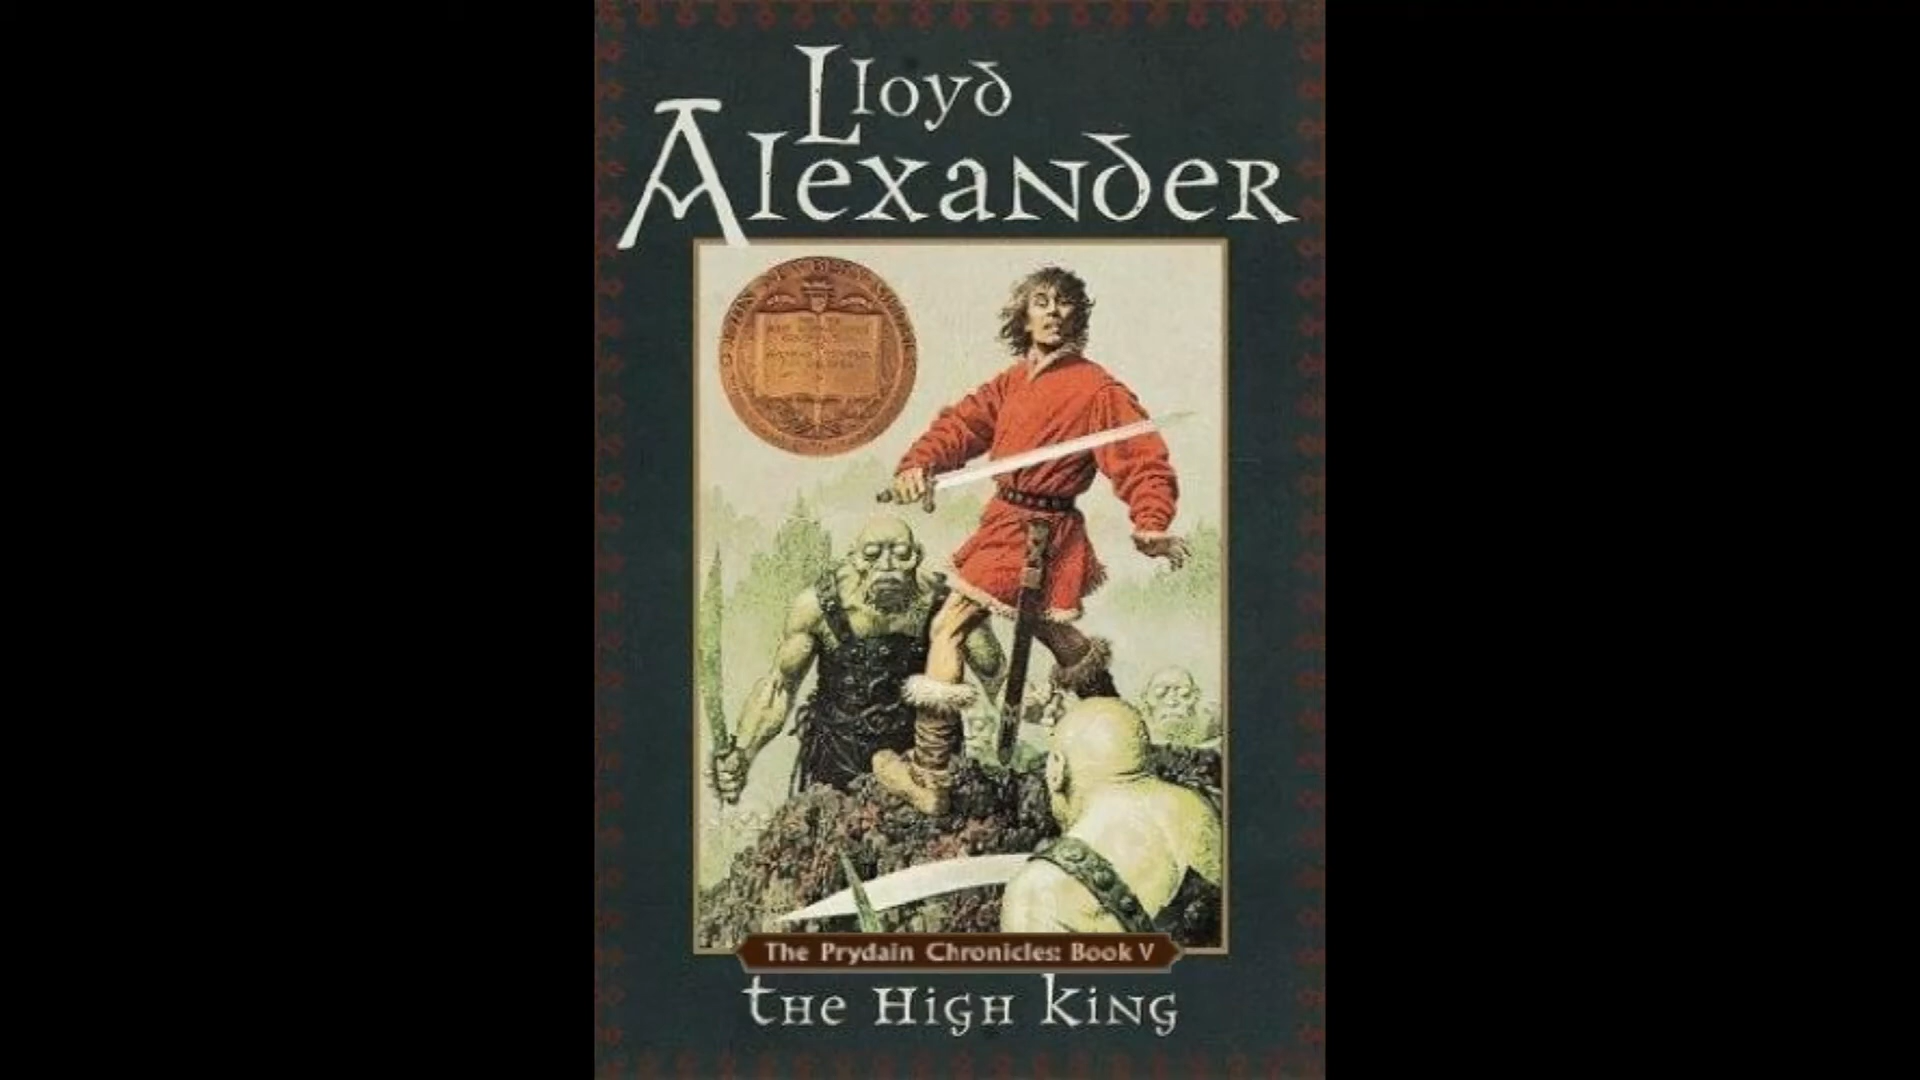 Lloyd
Alexander
The Prydain Chronicles: Book V
the High King